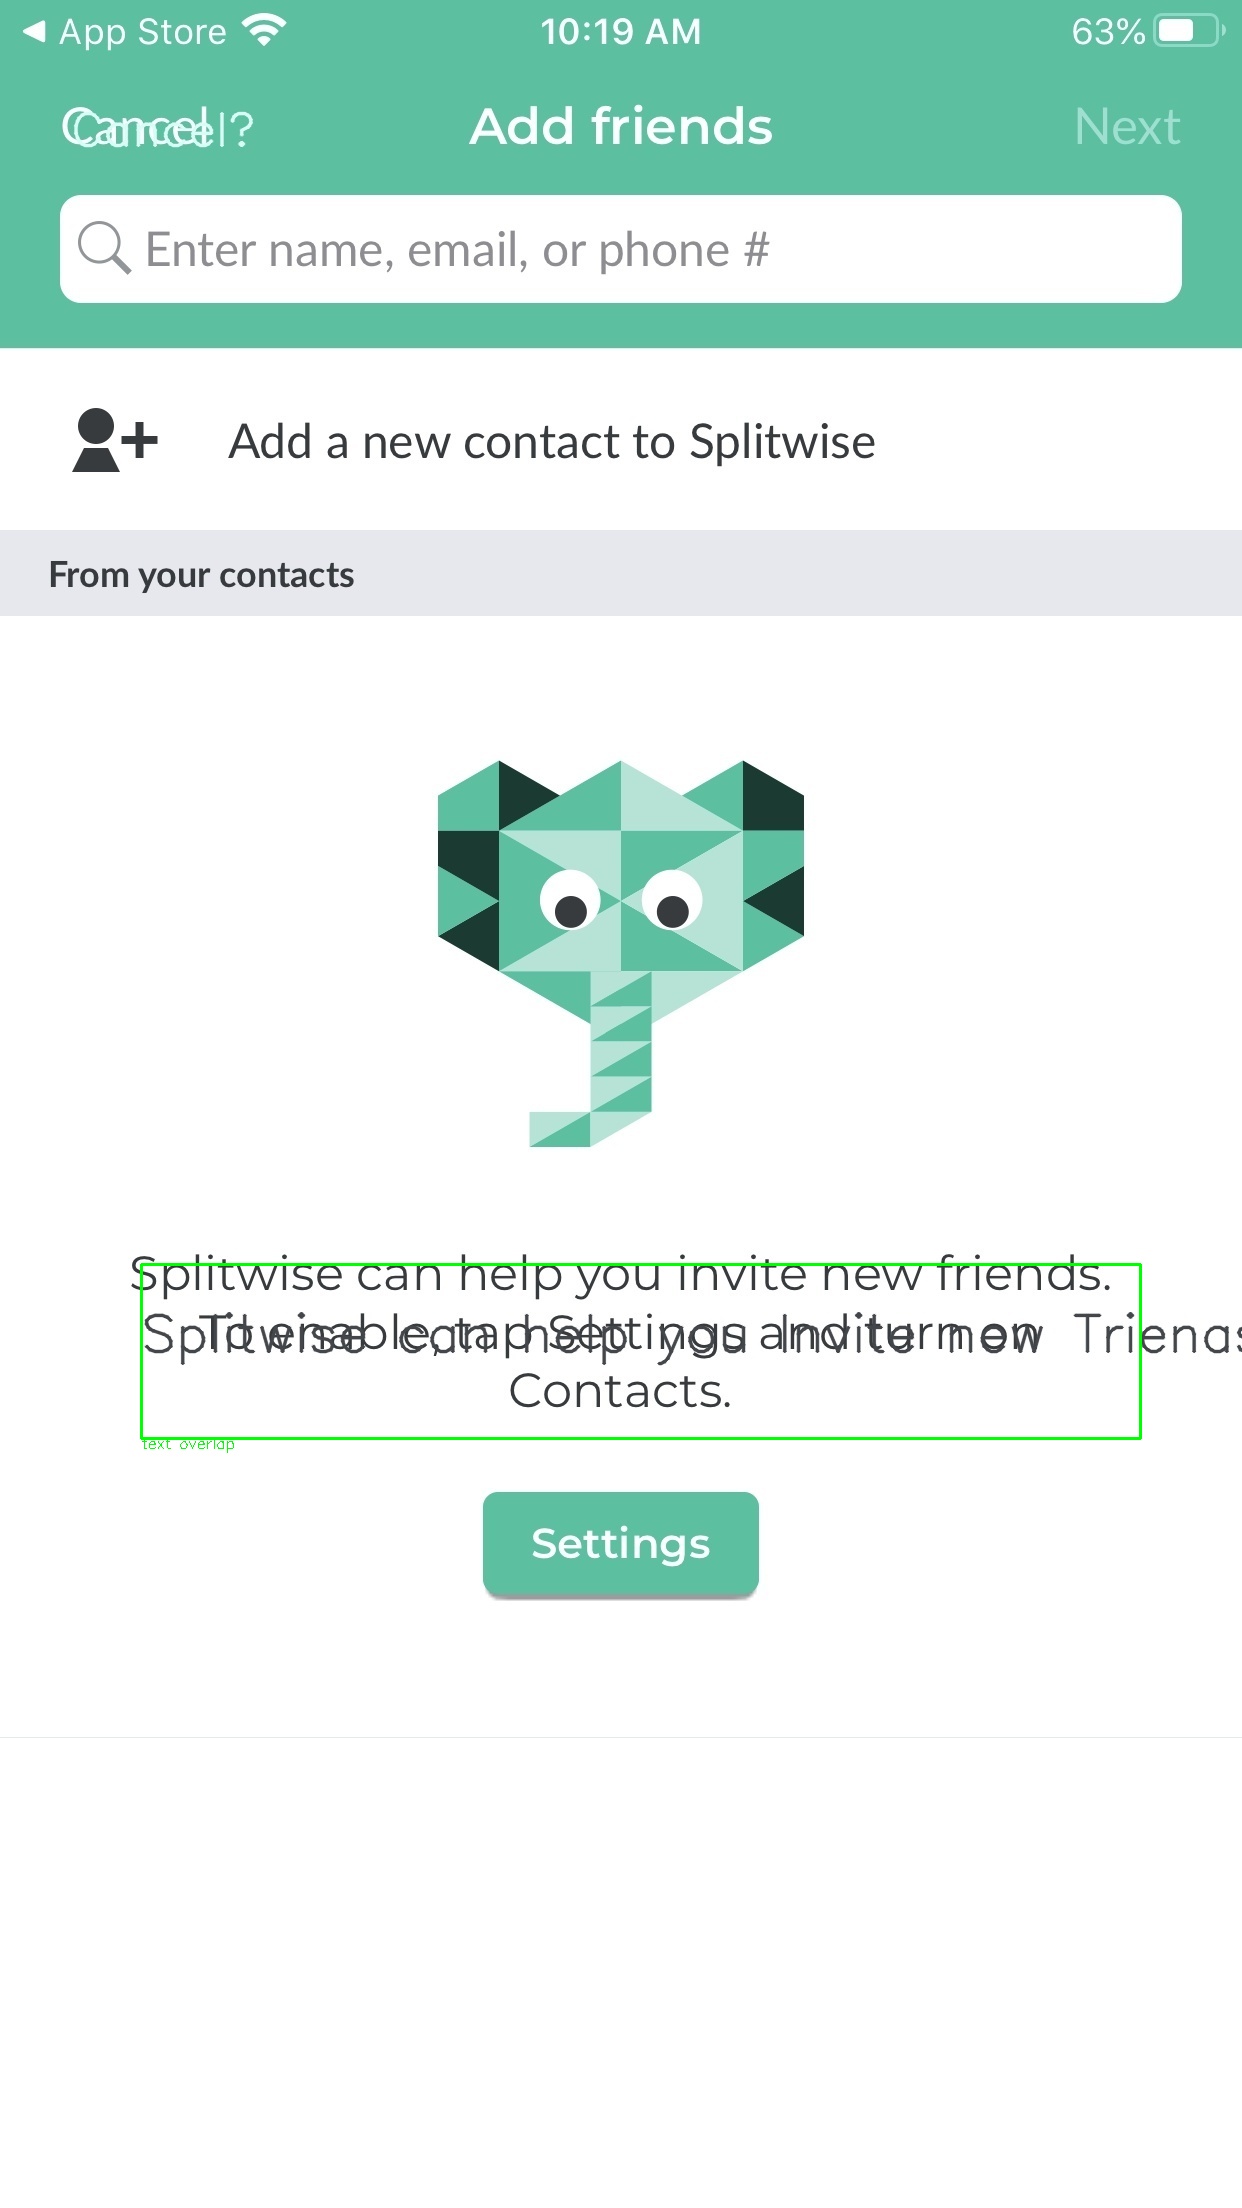 App Store
10:19 AM
63%
Cancel
Cancel?
Add friends
Next
Enter name, email, or phone #
Add a new contact to Splitwise
From your contacts
Splitwise can help you invite new friends.
To enable, tap Settings and turn on
Splitwise can help you Invite new
Contacts.
text overlap
Settings